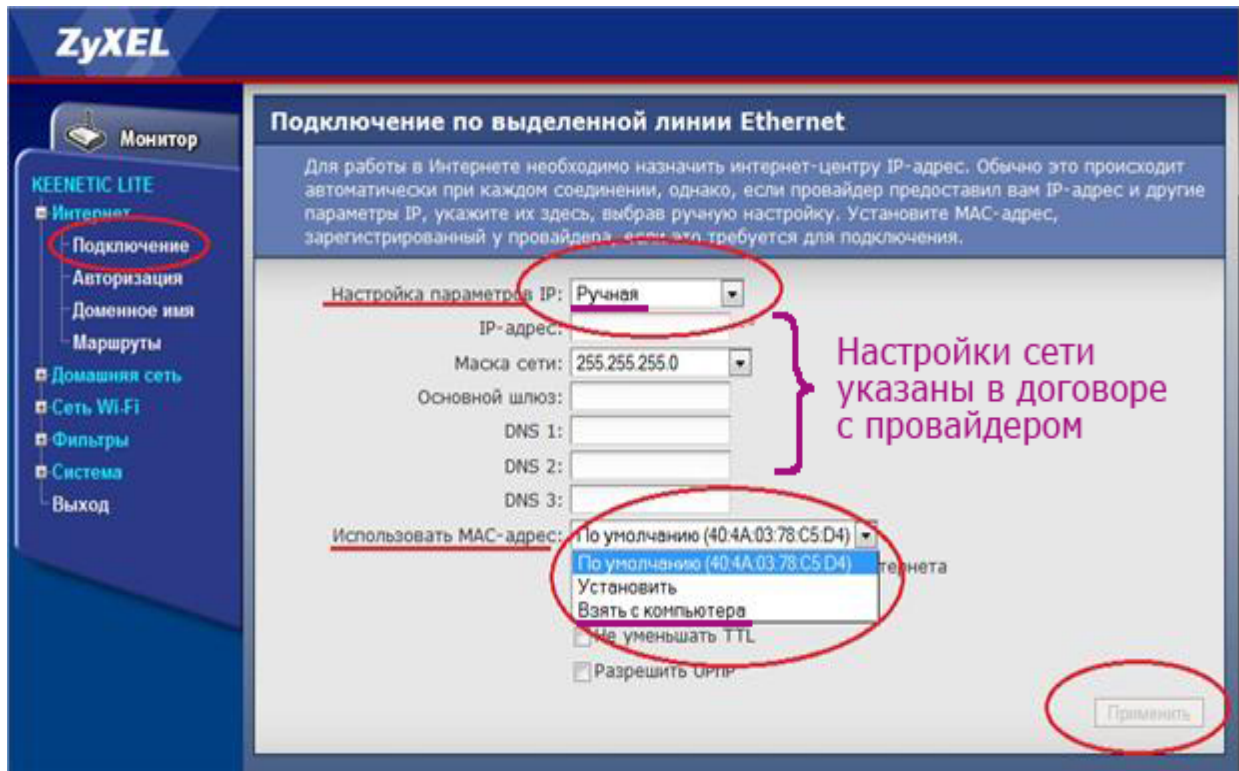 ZyXEL
Монитор
KEENETIC LITE
Интернет
Подключение
Авторизация
Доменное имя
Маршруты
Домашняя сеть
Сеть Wi-Fi
Фильтры
Система
Выход
Подключение по выделенной линии Ethernet
Для работы в Интернете необходимо назначить интернет-центру IP-адрес. Обычно это происходит
автоматически при каждом соединении, однако, если провайдер предоставил вам IP-адрес и другие
параметры IP, укажите их здесь, выбрав ручную настройку. Установите MAC-адрес,
зарегистрированный у провайдера, если это требуется для подключения.
Настройка параметров IP: Ручная
IP-адрес:
Маска сети: 255.255.255.0
Основной шлюз:
DNS 1:
DNS 2:
DNS 3:
Настройки сети
указаны в договоре
с провайдером
Использовать MAC-адрес: По умолчанию (40:4A:03:78:C5:D4)
По умолчанию (40:4A:03:78:C5:D4) тернета
Установить
Взять с компьютера
Не уменьшать TTL
Разрешить UPnP
Применить